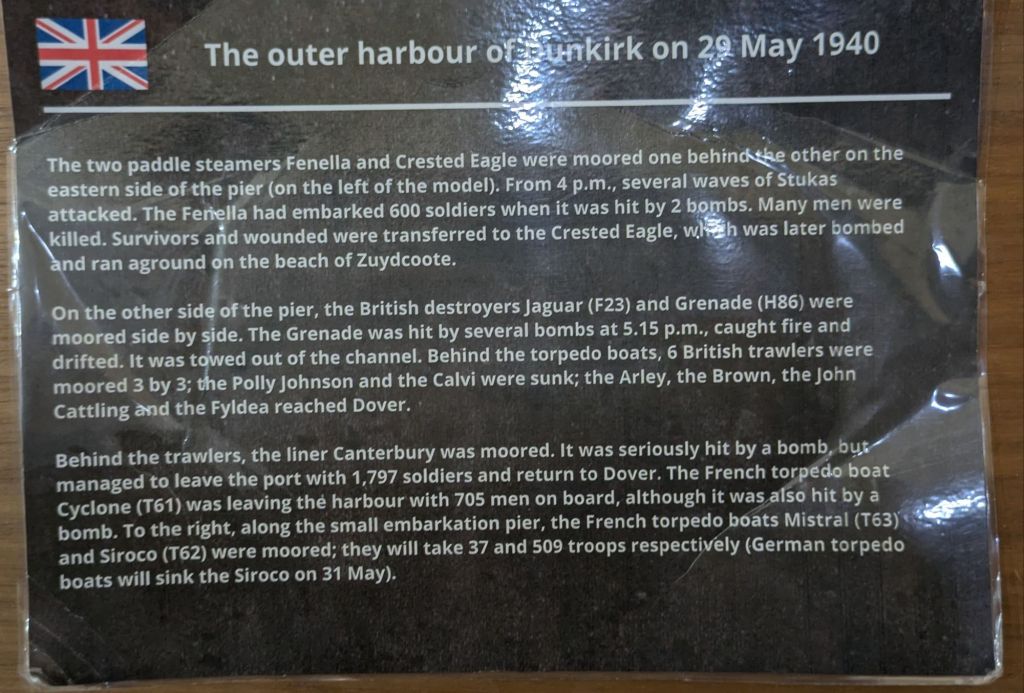 The outer harbour of Dunkirk on 29 May 1940
The two paddle steamers Fenella and Crested Eagle were moored one behind the other on the
eastern side of the pier (on the left of the model). From 4 p.m., several waves of Stukas
attacked. The Fenella had embarked 600 soldiers when it was hit by 2 bombs. Many men were
killed. Survivors and wounded were transferred to the Crested Eagle, which was later bombed
and ran aground on the beach of Zuydcoote.
On the other side of the pier, the British destroyers Jaguar (F23) and Grenade (H86) were
moored side by side. The Grenade was hit by several bombs at 5.15 p.m., caught fire and
drifted. It was towed out of the channel. Behind the torpedo boats, 6 British trawlers were
moored 3 by 3; the Polly Johnson and the Calvi were sunk; the Arley, the Brown, the John
Cattling and the Fyldea reached Dover.
Behind the trawlers, the liner Canterbury was moored. It was seriously hit by a bomb, but
managed to leave the port with 1,797 soldiers and return to Dover. The French torpedo boat
Cyclone (T61) was leaving the harbour with 705 men on board, although it was also hit by a
bomb. To the right, along the small embarkation pier, the French torpedo boats Mistral (T63)
and Siroco (T62) were moored; they will take 37 and 509 troops respectively (German torpedo
boats will sink the Siroco on 31 May).